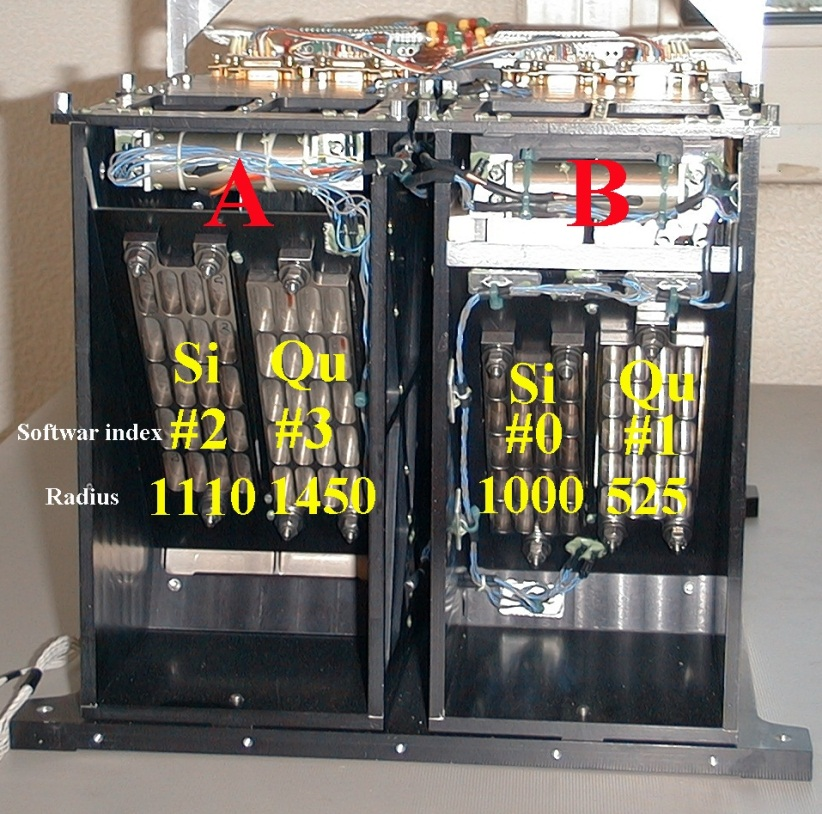 A B
Si Qu Si Qu
Softwar index #2 #3 #0 #1
Radius 1110 1450 1000 525